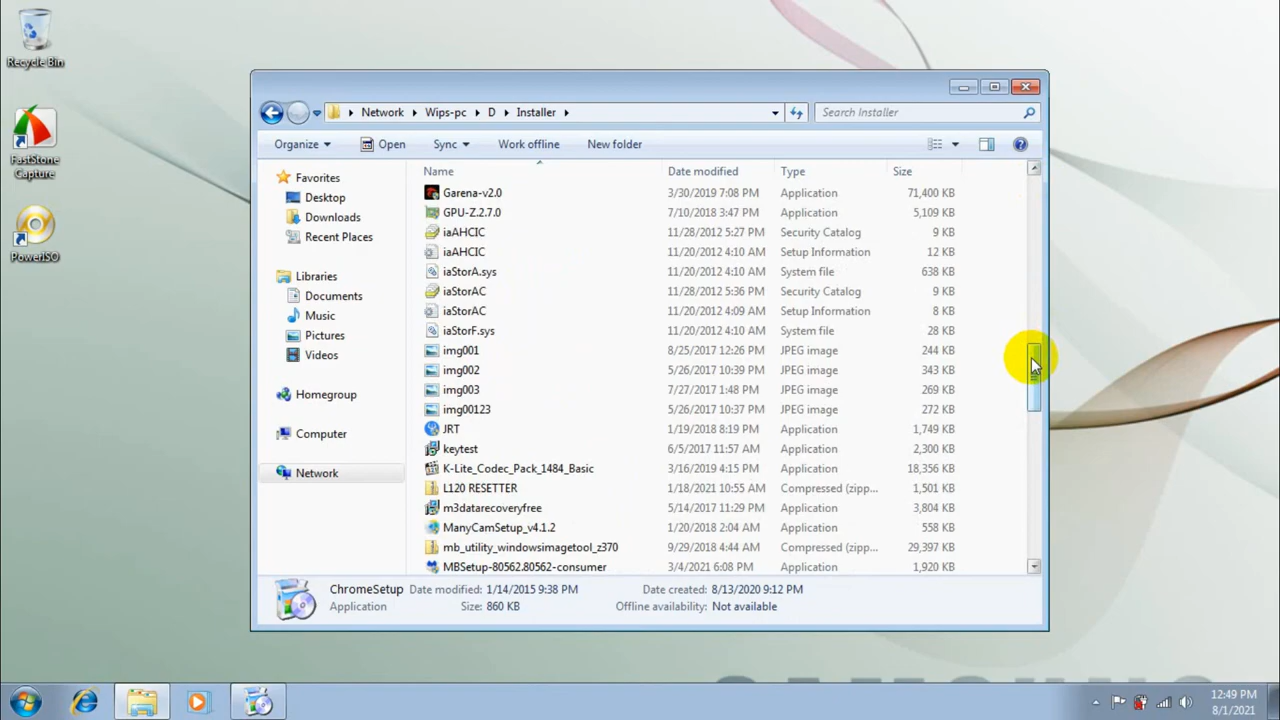 Recycle Bin
FastStone
Capture
PowerISO
Network Wips-pc D Installer
Search Installer
Organize Open Sync Work offline New folder
Name Date modified Type Size
Favorites
Desktop
Downloads
Recent Places
Libraries
Documents
Music
Pictures
Videos
Homegroup
Computer
Network
Garena-v2.0 3/30/2019 7:08 PM Application 71,400 KB
GPU-Z.2.7.0 7/10/2018 3:47 PM Application 5,109 KB
iaAHCIC 11/28/2012 5:27 PM Security Catalog 9 KB
iaAHCIC 11/20/2012 4:10 AM Setup Information 12 KB
iaStorA.sys 11/20/2012 4:10 AM System file 638 KB
iaStorAC 11/28/2012 5:36 PM Security Catalog 9 KB
iaStorAC 11/20/2012 4:09 AM Setup Information 8 KB
iaStorF.sys 11/20/2012 4:10 AM System file 28 KB
img001 8/25/2017 12:26 PM JPEG image 244 KB
img002 5/26/2017 10:39 PM JPEG image 343 KB
img003 7/27/2017 1:48 PM JPEG image 269 KB
img00123 5/26/2017 10:37 PM JPEG image 272 KB
JRT 1/19/2018 8:19 PM Application 1,749 KB
keytest 6/5/2017 11:57 AM Application 2,300 KB
K-Lite_Codec_Pack_1484_Basic 3/16/2019 4:15 PM Application 18,356 KB
L120 RESETTER 1/18/2021 10:55 AM Compressed (zipp... 1,501 KB
m3datarecoveryfree 5/14/2017 11:29 PM Application 3,804 KB
ManyCamSetup_v4.1.2 1/20/2018 2:04 AM Application 558 KB
mb_utility_windowsimagetool_z370 9/29/2018 4:44 AM Compressed (zipp... 29,397 KB
MBSetup-80562.80562-consumer 3/4/2021 6:08 PM Application 1,920 KB
ChromeSetup Date modified: 1/14/2015 9:38 PM Date created: 8/13/2020 9:12 PM
Application Size: 860 KB Offline availability: Not available
12:49 PM
8/1/2021